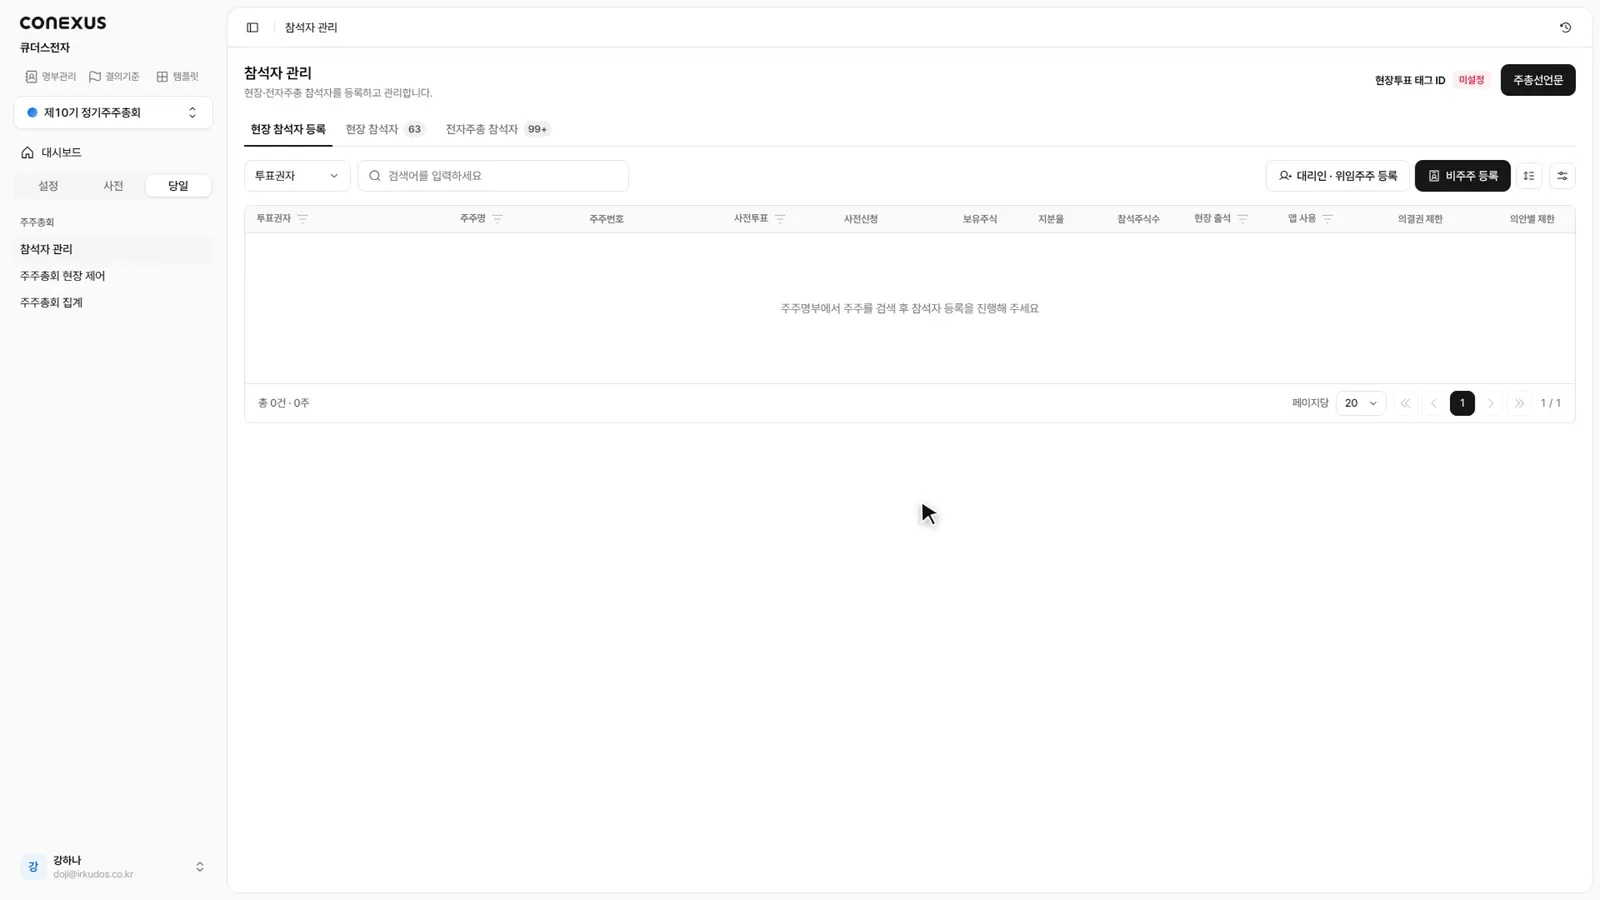 CONEXUS
큐더스전자
명부관리 결의기준 템플릿
제10기 정기주주총회
대시보드
설정 사전 당일
주주총회
참석자 관리
주주총회 현장 제어
주주총회 집계
강 강하나
doji@irkudos.co.kr
참석자 관리
참석자 관리
현장·전자주총 참석자를 등록하고 관리합니다.
현장투표 태그 ID 미설정 주총선언문
현장 참석자 등록 현장 참석자 63 전자주총 참석자 99+
투표권자 검색어를 입력하세요 대리인 · 위임주주 등록 비주주 등록
투표권자 주주명 주주번호 사전투표 사전신청 보유주식 지분율 참석주식수 현장 출석 앱 사용 의결권 제한 의안별 제한
주주명부에서 주주를 검색 후 참석자 등록을 진행해 주세요
총 0건 · 0주 페이지당 20 1 1 / 1